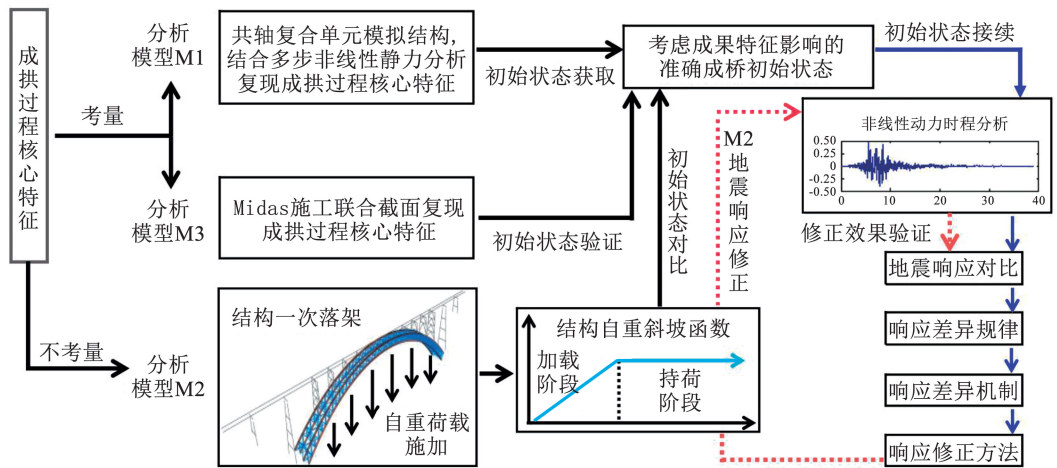 成拱过程核心特征
考量
不考量
分析
模型M1
分析
模型M3
分析
模型M2
共轴复合单元模拟结构,
结合多步非线性静力分析
复现成拱过程核心特征
Midas施工联合截面复现
成拱过程核心特征
结构一次落架
自重荷载
施加
初始状态获取
初始状态验证
考虑成果特征影响的
准确成桥初始状态
初始状态对比
M2地震响应修正
结构自重斜坡函数
加载
阶段
持荷
阶段
初始状态接续
非线性动力时程分析
0.50
0.25
0
-0.25
-0.50
0 10 20 30 40
修正效果验证
地震响应对比
响应差异规律
响应差异机制
响应修正方法